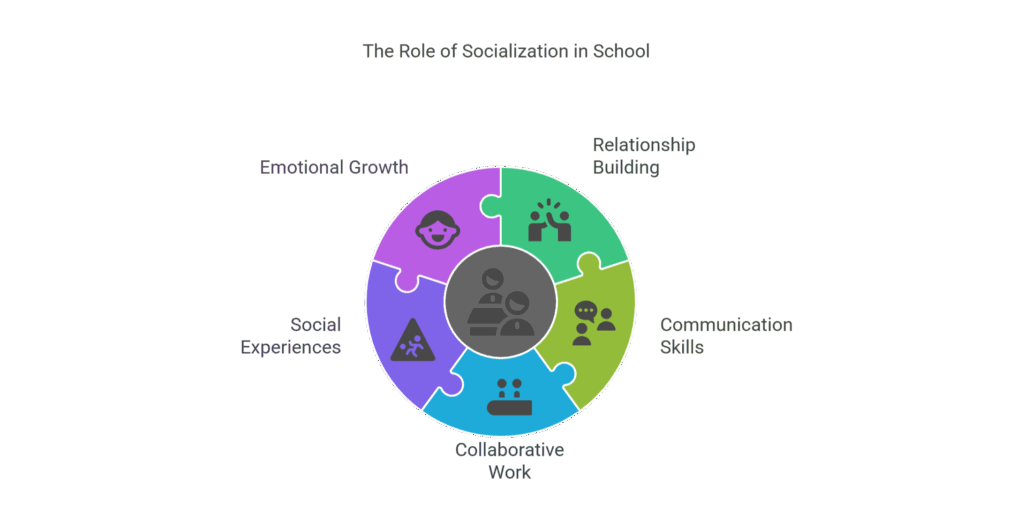 The Role of Socialization in School
Relationship
Building
Emotional Growth
Social
Experiences
Communication
Skills
Collaborative
Work